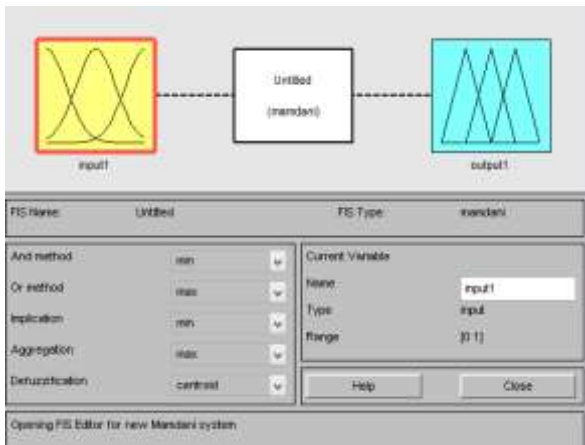 Untitled
(mamdani)
input1
output1
FIS Name: Untitled FIS Type: mamdani
And method min
Or method max
Implication min
Aggregation max
Defuzzification centroid
Current Variable
Name input1
Type input
Range [0 1]
Help Close
Opening FIS Editor for new Mamdani system